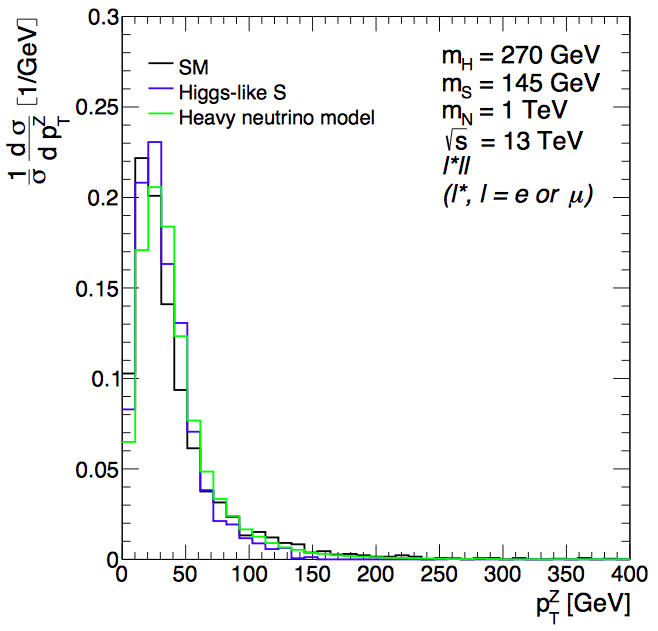 1/σ dσ/dp_T^Z [1/GeV]
0.3
0.25
0.2
0.15
0.1
0.05
0
SM
Higgs-like S
Heavy neutrino model
m_H = 270 GeV
m_S = 145 GeV
m_N = 1 TeV
√s = 13 TeV
l*ll
(l*, l = e or μ)
0 50 100 150 200 250 300 350 400
p_T^Z [GeV]